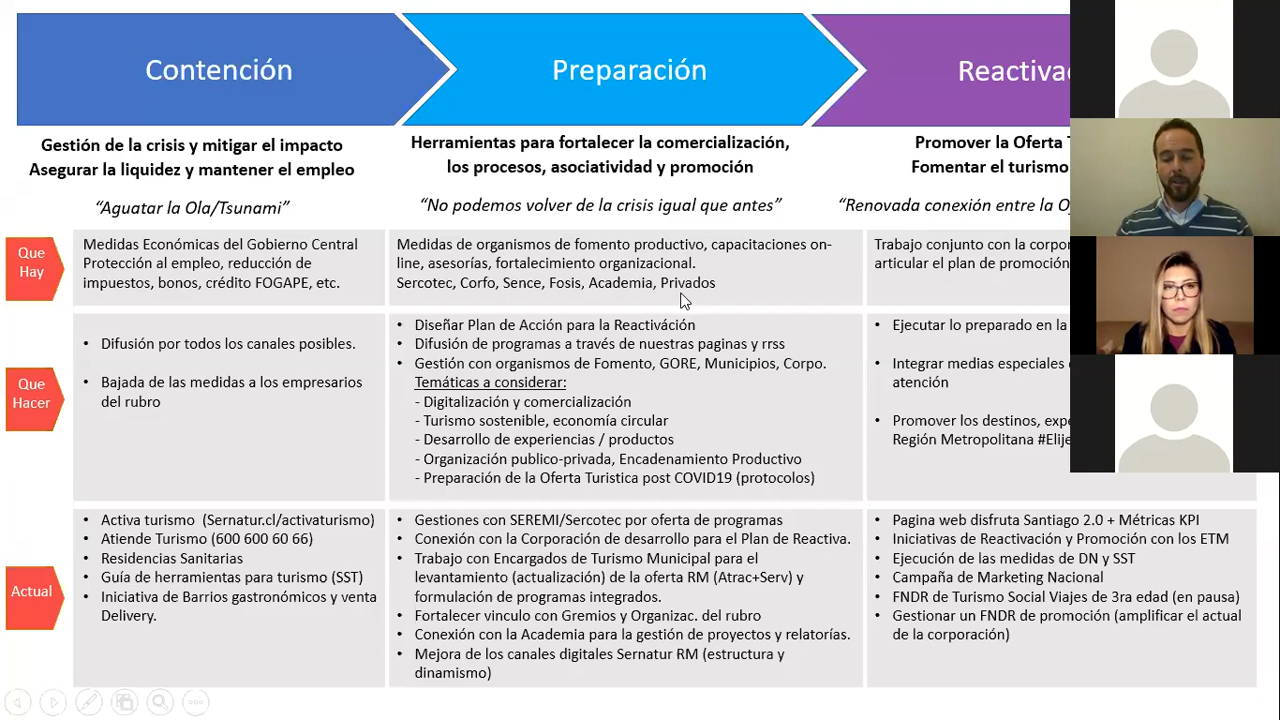 Contención
Preparación
Gestión de la crisis y mitigar el impacto
Asegurar la liquidez y mantener el empleo
“Aguatar la Ola/Tsunami”
Herramientas para fortalecer la comercialización,
los procesos, asociatividad y promoción
“No podemos volver de la crisis igual que antes”
Promover la Oferta
Fomentar el turismo
“Renovada conexión entre la
Que
Hay
Medidas Económicas del Gobierno Central
Protección al empleo, reducción de
impuestos, bonos, crédito FOGAPE, etc.
Medidas de organismos de fomento productivo, capacitaciones on-
line, asesorías, fortalecimiento organizacional.
Sercotec, Corfo, Sence, Fosis, Academia, Privados
Trabajo conjunto con la
articular el plan de promoción
Que
Hacer
• Difusión por todos los canales posibles.
• Bajada de las medidas a los empresarios
del rubro
• Diseñar Plan de Acción para la Reactiváción
• Difusión de programas a través de nuestras paginas y rrss
• Gestión con organismos de Fomento, GORE, Municipios, Corpo.
Temáticas a considerar:
- Digitalización y comercialización
- Turismo sostenible, economía circular
- Desarrollo de experiencias / productos
- Organización publico-privada, Encadenamiento Productivo
- Preparación de la Oferta Turistica post COVID19 (protocolos)
• Ejecutar lo preparado en la
• Integrar medias especiales
atención
• Promover los destinos,
Región Metropolitana
Actual
• Activa turismo (Sernatur.cl/activaturismo)
• Atiende Turismo (600 600 60 66)
• Residencias Sanitarias
• Guía de herramientas para turismo (SST)
• Iniciativa de Barrios gastronómicos y venta
Delivery.
• Gestiones con SEREMI/Sercotec por oferta de programas
• Conexión con la Corporación de desarrollo para el Plan de Reactiva.
• Trabajo con Encargados de Turismo Municipal para el
levantamiento (actualización) de la oferta RM (Atrac+Serv) y
formulación de programas integrados.
• Fortalecer vinculo con Gremios y Organizac. del rubro
• Conexión con la Academia para la gestión de proyectos y relatorías.
• Mejora de los canales digitales Sernatur RM (estructura y
dinamismo)
• Pagina web disfruta Santiago 2.0 + Métricas KPI
• Iniciativas de Reactivación y Promoción con los ETM
• Ejecución de las medidas de DN y SST
• Campaña de Marketing Nacional
• FNDR de Turismo Social Viajes de 3ra edad (en pausa)
• Gestionar un FNDR de promoción (amplificar el actual
de la corporación)